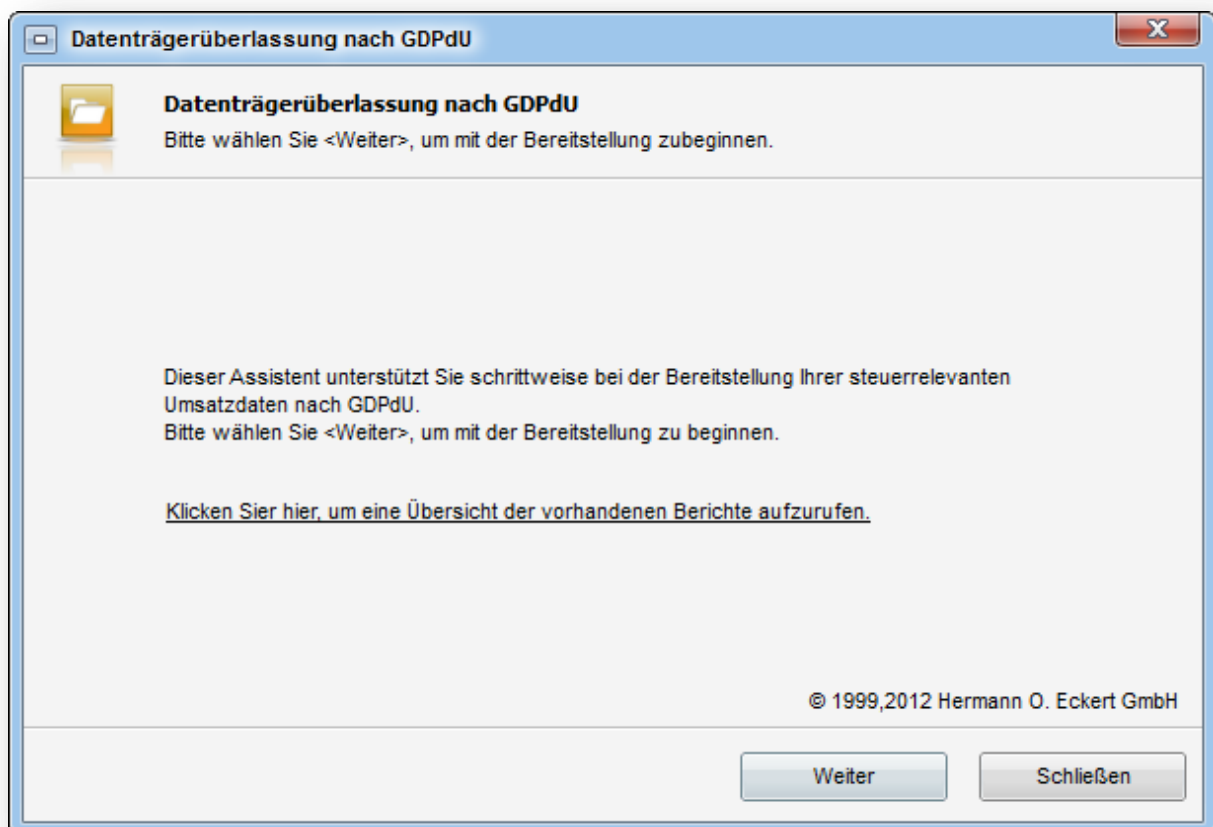 Datenträgerüberlassung nach GDPdU
Datenträgerüberlassung nach GDPdU
Bitte wählen Sie <Weiter>, um mit der Bereitstellung zubeginnen.
Dieser Assistent unterstützt Sie schrittweise bei der Bereitstellung Ihrer steuerrelevanten
Umsatzdaten nach GDPdU.
Bitte wählen Sie <Weiter>, um mit der Bereitstellung zu beginnen.
Klicken Sier hier, um eine Übersicht der vorhandenen Berichte aufzurufen.
© 1999,2012 Hermann O. Eckert GmbH
Weiter
Schließen